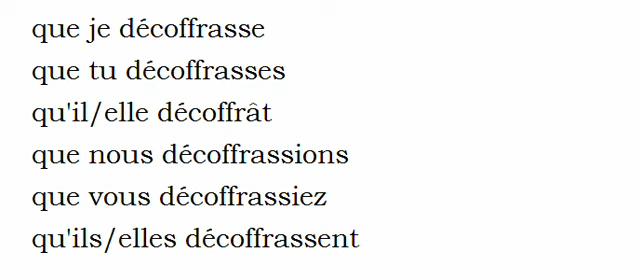 que je décoffrasse
que tu décoffrasses
qu'il/elle décoffrât
que nous décoffrassions
que vous décoffrassiez
qu'ils/elles décoffrassent